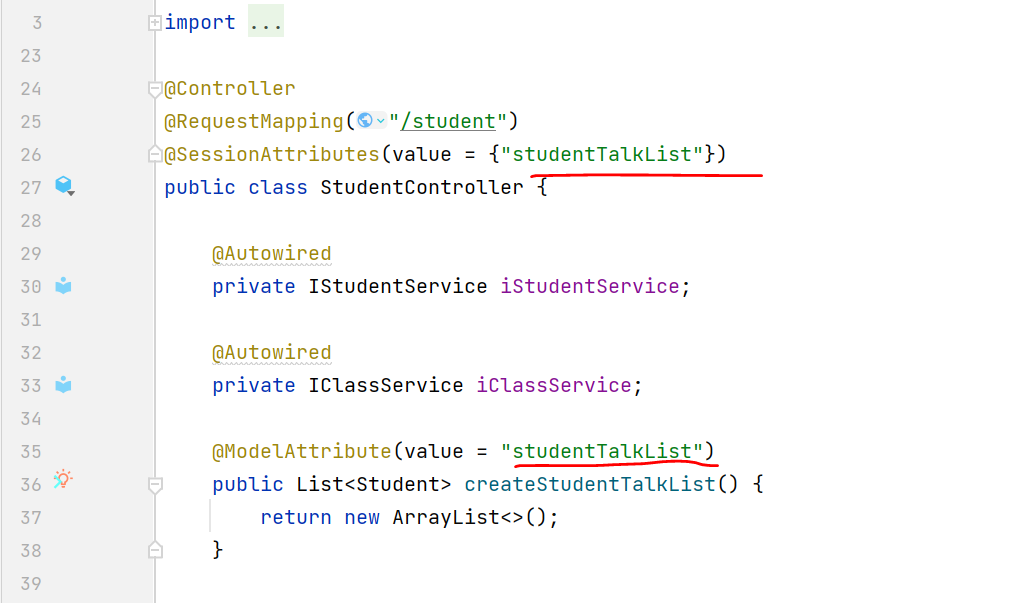 3 import ...
23
24 @Controller
25 @RequestMapping("/student")
26 @SessionAttributes(value = {"studentTalkList"})
27 public class StudentController {
28
29 @Autowired
30 private IStudentService iStudentService;
31
32 @Autowired
33 private IClassService iClassService;
34
35 @ModelAttribute(value = "studentTalkList")
36 public List<Student> createStudentTalkList() {
37 return new ArrayList<>();
38 }
39